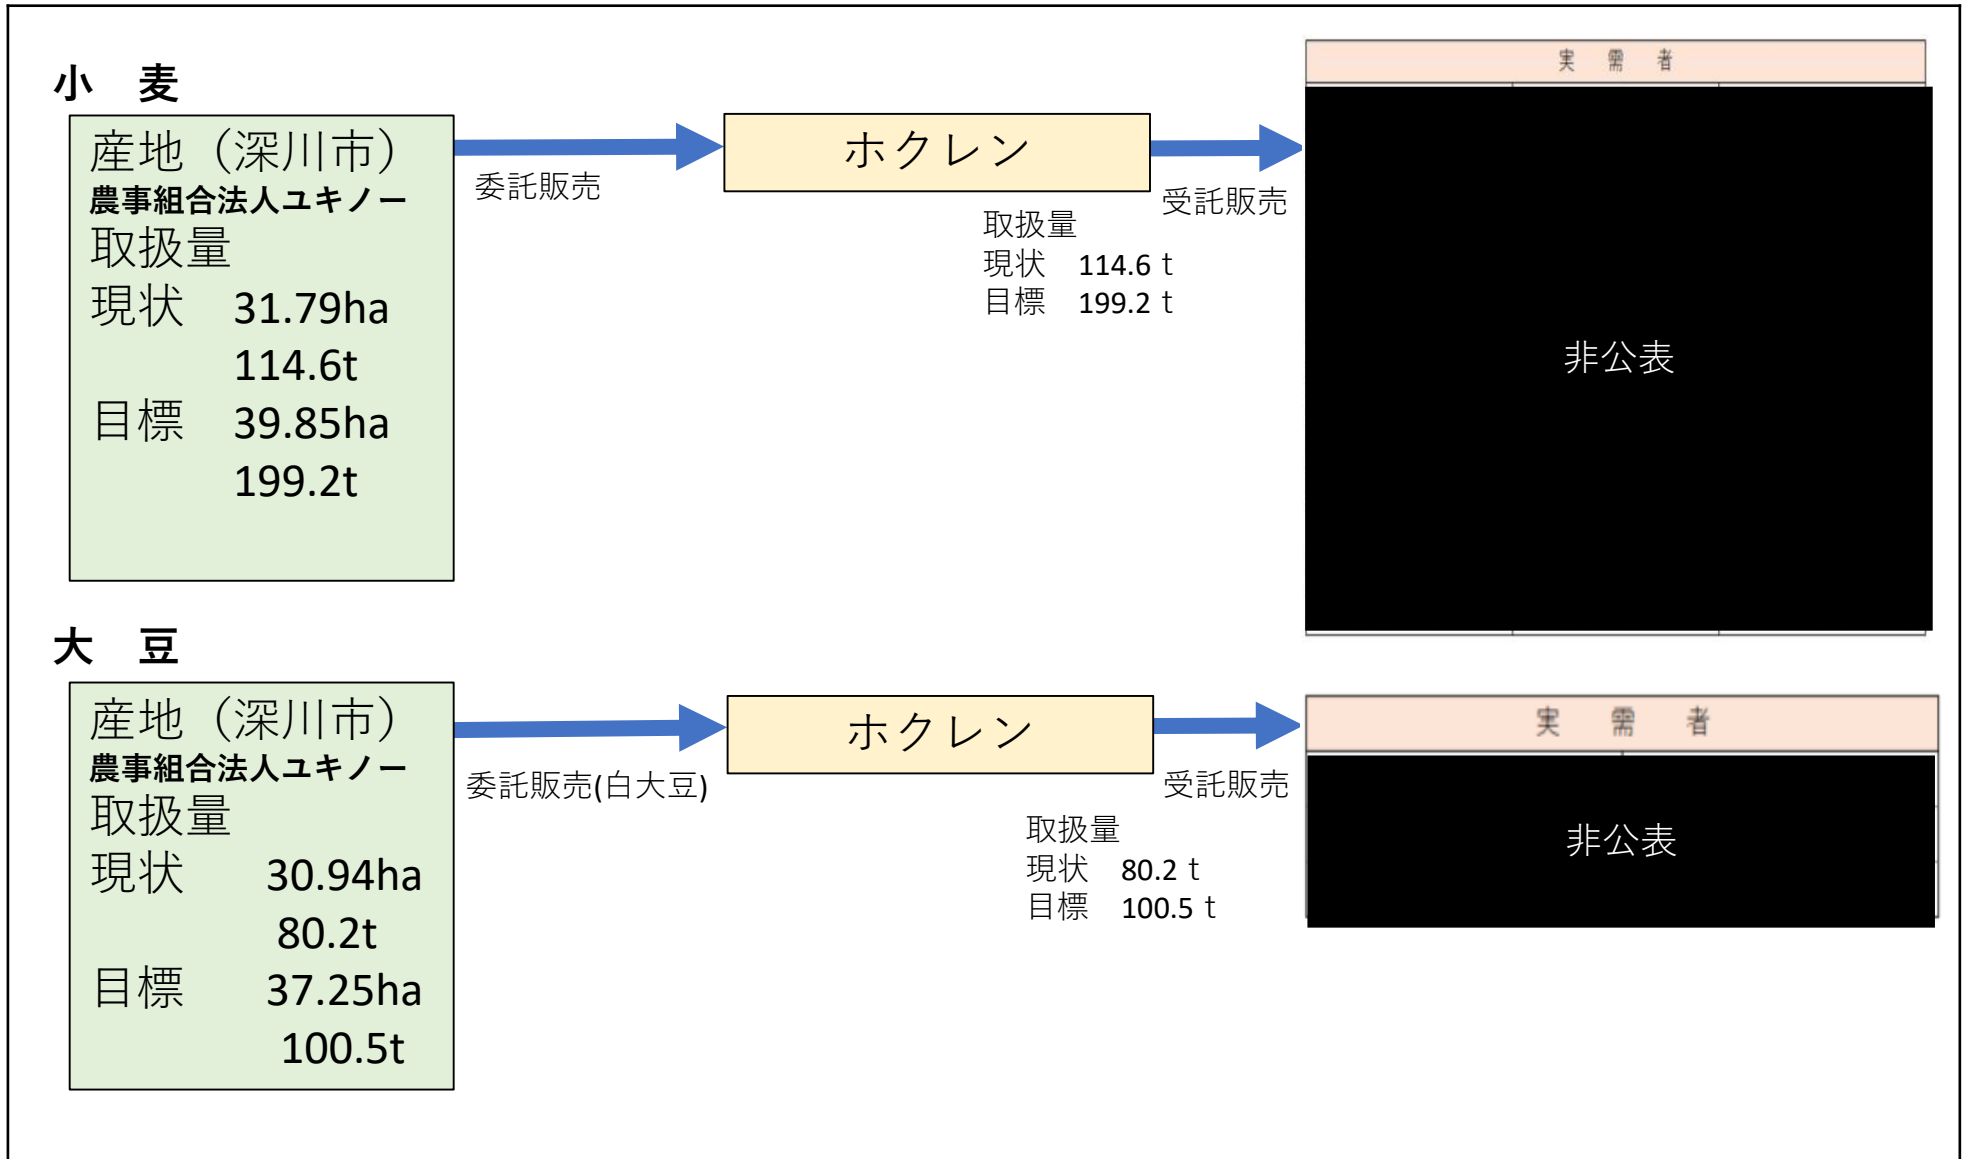 小　麦
産地（深川市）
農事組合法人ユキノー
取扱量
現状　31.79ha
114.6t
目標　39.85ha
199.2t
委託販売
ホクレン
取扱量
現状　114.6ｔ
目標　199.2ｔ
受託販売
実　需　者
非公表
大　豆
産地（深川市）
農事組合法人ユキノー
取扱量
現状　30.94ha
80.2t
目標　37.25ha
100.5t
委託販売(白大豆)
ホクレン
取扱量
現状　80.2ｔ
目標　100.5ｔ
受託販売
実　需　者
非公表